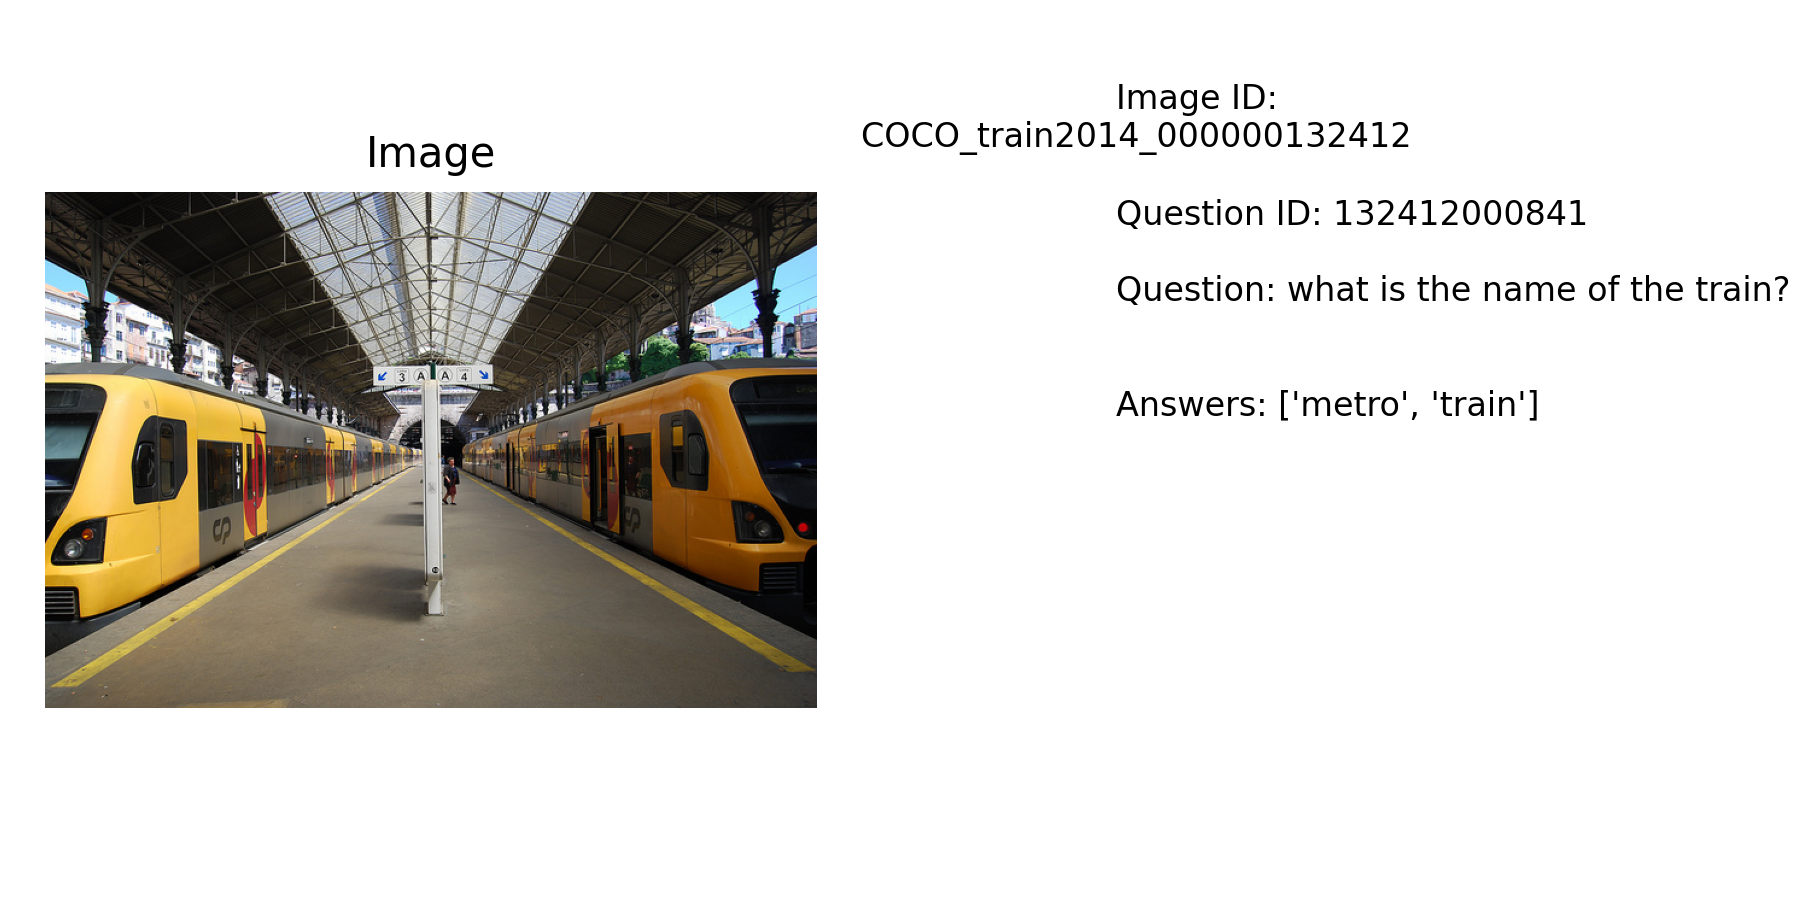 Image
Image ID:
COCO_train2014_000000132412
Question ID: 132412000841
Question: what is the name of the train?
Answers: ['metro', 'train']
3 A A 4
CP
CP